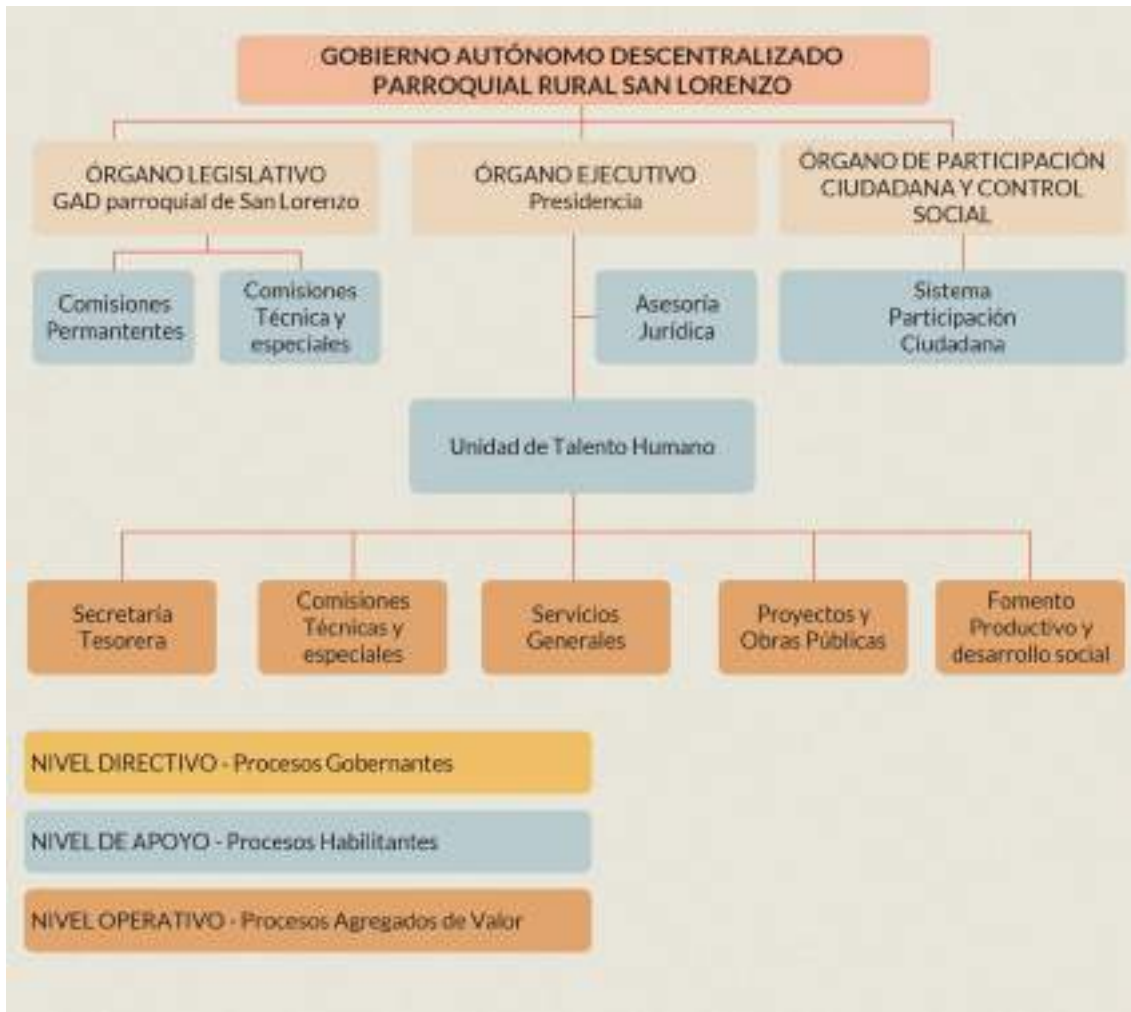 GOBIERNO AUTÓNOMO DESCENTRALIZADO
PARROQUIAL RURAL SAN LORENZO
ÓRGANO LEGISLATIVO
GAD parroquial de San Lorenzo
ÓRGANO EJECUTIVO
Presidencia
ÓRGANO DE PARTICIPACIÓN
CIUDADANA Y CONTROL
SOCIAL
Comisiones
Permantentes
Comisiones
Técnica y
especiales
Asesoría
Jurídica
Sistema
Participación
Ciudadana
Unidad de Talento Humano
Secretaría
Tesorera
Comisiones
Técnicas y
especiales
Servicios
Generales
Proyectos y
Obras Públicas
Fomento
Productivo y
desarrollo social
NIVEL DIRECTIVO - Procesos Gobernantes
NIVEL DE APOYO - Procesos Habilitantes
NIVEL OPERATIVO - Procesos Agregados de Valor